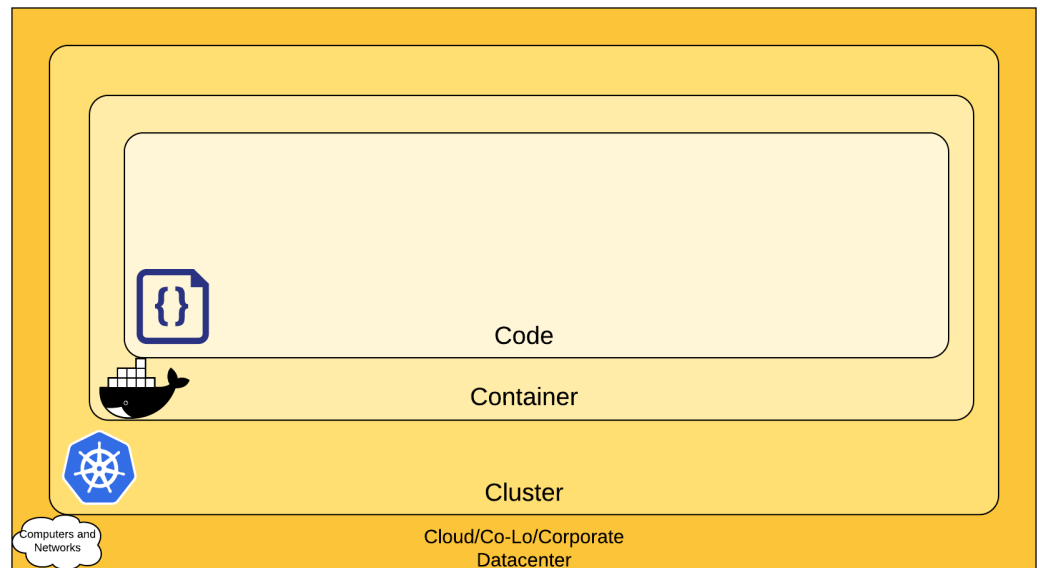 {}
Code
Container
Cluster
Computers and
Networks
Cloud/Co-Lo/Corporate
Datacenter